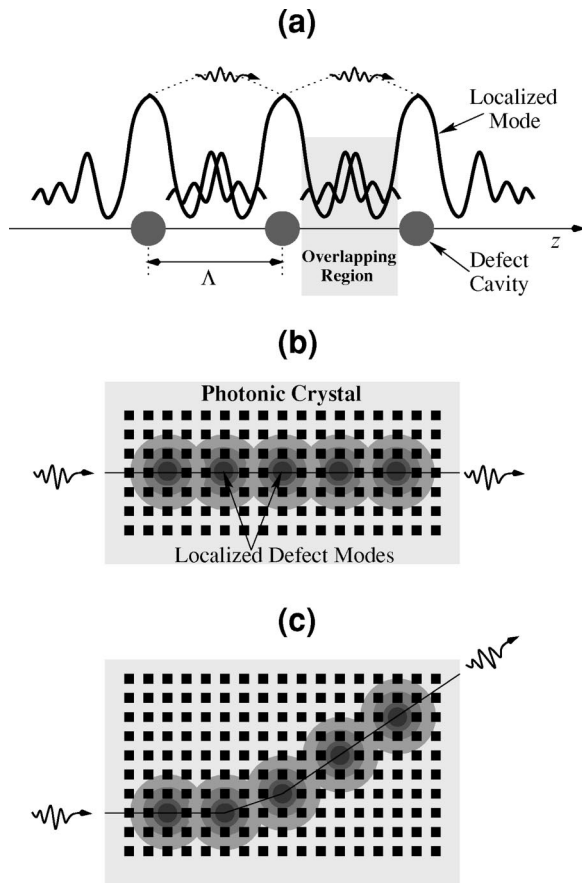 (a)
Localized
Mode
Overlapping
Region
Λ
z
Defect
Cavity
(b)
Photonic Crystal
Localized Defect Modes
(c)